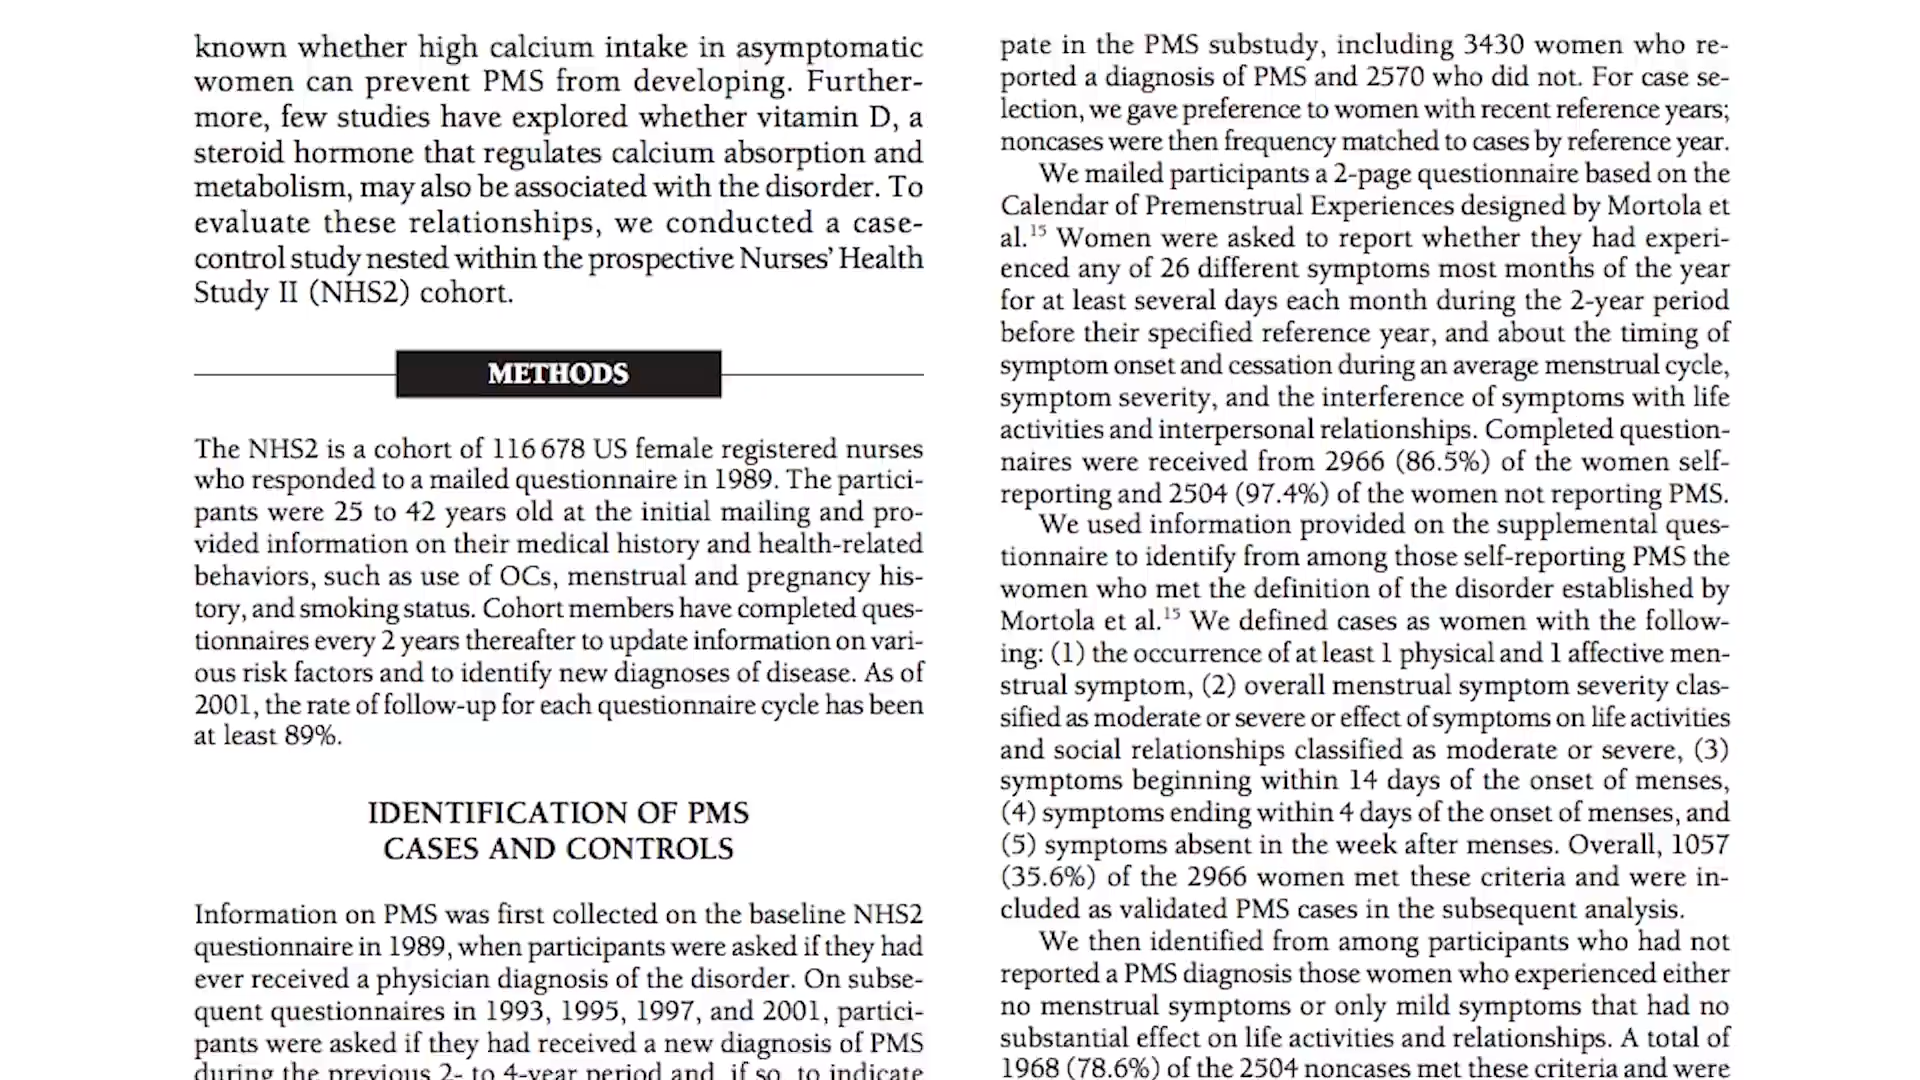 known whether high calcium intake in asymptomatic
women can prevent PMS from developing. Further-
more, few studies have explored whether vitamin D, a
steroid hormone that regulates calcium absorption and
metabolism, may also be associated with the disorder. To
evaluate these relationships, we conducted a case-
control study nested within the prospective Nurses’ Health
Study II (NHS2) cohort.
METHODS
The NHS2 is a cohort of 116 678 US female registered nurses
who responded to a mailed questionnaire in 1989. The partici-
pants were 25 to 42 years old at the initial mailing and pro-
vided information on their medical history and health-related
behaviors, such as use of OCs, menstrual and pregnancy his-
tory, and smoking status. Cohort members have completed ques-
tionnaires every 2 years thereafter to update information on vari-
ous risk factors and to identify new diagnoses of disease. As of
2001, the rate of follow-up for each questionnaire cycle has been
at least 89%.
IDENTIFICATION OF PMS
CASES AND CONTROLS
Information on PMS was first collected on the baseline NHS2
questionnaire in 1989, when participants were asked if they had
ever received a physician diagnosis of the disorder. On subse-
quent questionnaires in 1993, 1995, 1997, and 2001, partici-
pants were asked if they had received a new diagnosis of PMS
during the previous 2- to 4-year period and, if so, to indicate
pate in the PMS substudy, including 3430 women who re-
ported a diagnosis of PMS and 2570 who did not. For case se-
lection, we gave preference to women with recent reference years;
noncases were then frequency matched to cases by reference year.
We mailed participants a 2-page questionnaire based on the
Calendar of Premenstrual Experiences designed by Mortola et
al.15 Women were asked to report whether they had experi-
enced any of 26 different symptoms most months of the year
for at least several days each month during the 2-year period
before their specified reference year, and about the timing of
symptom onset and cessation during an average menstrual cycle,
symptom severity, and the interference of symptoms with life
activities and interpersonal relationships. Completed question-
naires were received from 2966 (86.5%) of the women self-
reporting and 2504 (97.4%) of the women not reporting PMS.
We used information provided on the supplemental ques-
tionnaire to identify from among those self-reporting PMS the
women who met the definition of the disorder established by
Mortola et al.15 We defined cases as women with the follow-
ing: (1) the occurrence of at least 1 physical and 1 affective men-
strual symptom, (2) overall menstrual symptom severity clas-
sified as moderate or severe or effect of symptoms on life activities
and social relationships classified as moderate or severe, (3)
symptoms beginning within 14 days of the onset of menses,
(4) symptoms ending within 4 days of the onset of menses, and
(5) symptoms absent in the week after menses. Overall, 1057
(35.6%) of the 2966 women met these criteria and were in-
cluded as validated PMS cases in the subsequent analysis.
We then identified from among participants who had not
reported a PMS diagnosis those women who experienced either
no menstrual symptoms or only mild symptoms that had no
substantial effect on life activities and relationships. A total of
1968 (78.6%) of the 2504 noncases met these criteria and were